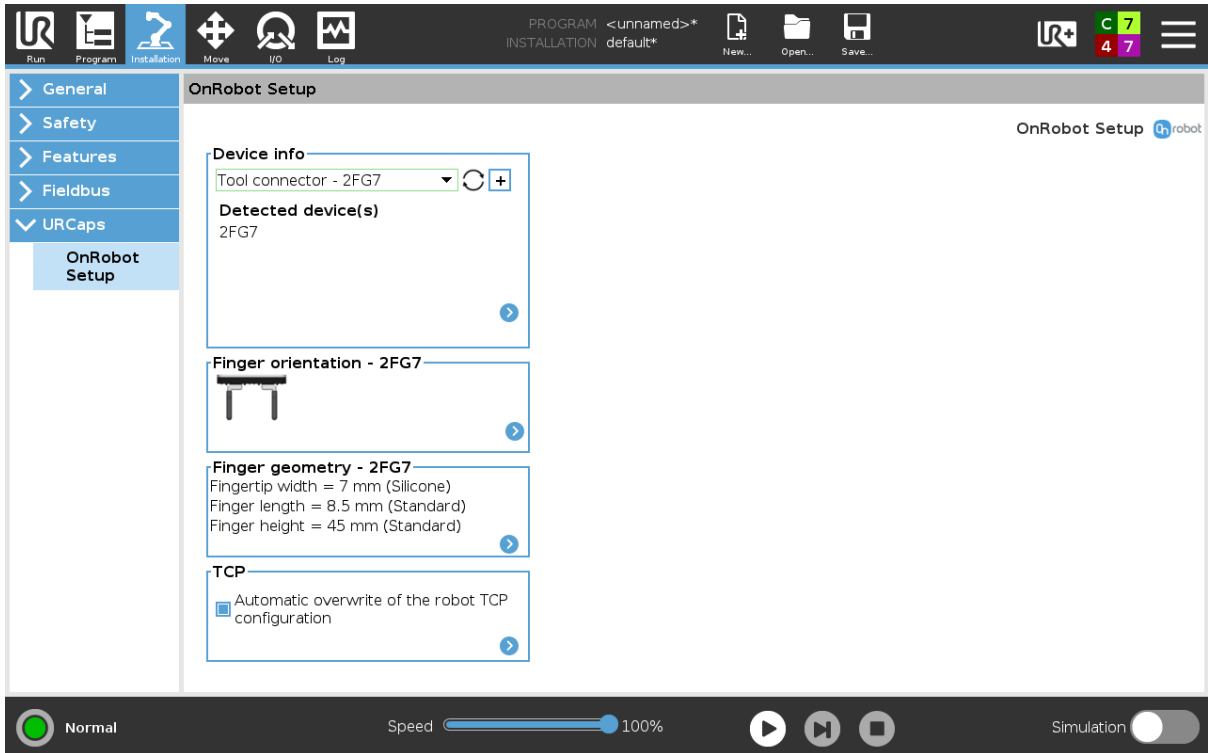 PROGRAM <unnamed>*
INSTALLATION default*
UR
Run
Program
Installation
Move
I/O
Log
New...
Open...
Save...
UR+
C 7
4 7
General
Safety
Features
Fieldbus
URCaps
OnRobot
Setup
OnRobot Setup
OnRobot Setup OnRobot
Device info
Tool connector - 2FG7
+
Detected device(s)
2FG7
Finger orientation - 2FG7
Finger geometry - 2FG7
Fingertip width = 7 mm (Silicone)
Finger length = 8.5 mm (Standard)
Finger height = 45 mm (Standard)
TCP
Automatic overwrite of the robot TCP
configuration
Normal
Speed 100%
Simulation